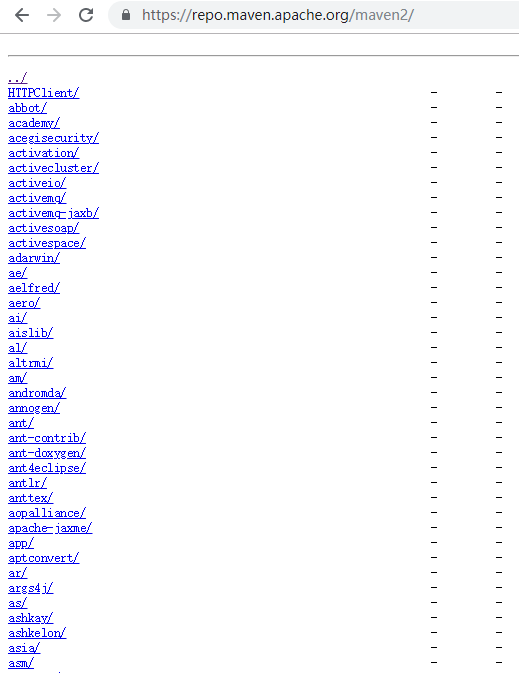 https://repo.maven.apache.org/maven2/
../
HTTPClient/ - -
abbot/ - -
academy/ - -
acegisecurity/ - -
activation/ - -
activecluster/ - -
activeio/ - -
activemq/ - -
activemq-jaxb/ - -
activesoap/ - -
activespace/ - -
adarwin/ - -
ae/ - -
aelfred/ - -
aero/ - -
ai/ - -
aislib/ - -
al/ - -
altrmi/ - -
am/ - -
andromda/ - -
annogen/ - -
ant/ - -
ant-contrib/ - -
ant-doxygen/ - -
ant4eclipse/ - -
antlr/ - -
anttex/ - -
aopalliance/ - -
apache-jaxme/ - -
app/ - -
aptconvert/ - -
ar/ - -
args4j/ - -
as/ - -
ashkay/ - -
ashkelon/ - -
asia/ - -
asm/ - -